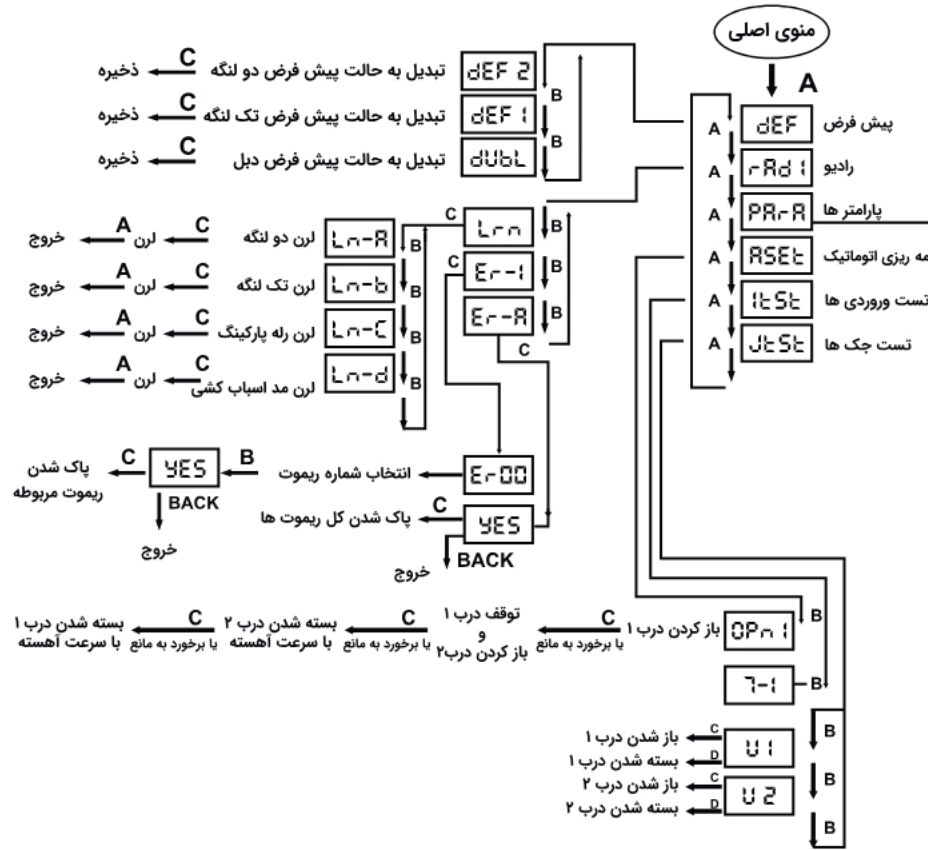 منوی اصلی
A
dEF پیش فرض
rAd1 رادیو
PArA پارامتر ها
ASEt مه ریزی اتوماتیک
ItSt تست وروردی ها
JtSt تست جک ها
A
A
A
A
A
A
dEF 2 تبدیل به حالت پیش فرض دو لنگه C ذخیره
dEF 1 تبدیل به حالت پیش فرض تک لنگه C ذخیره
dUbL تبدیل به حالت پیش فرض دبل C ذخیره
B
B
Lrn
Er-1
Er-A
C
C
C
B
B
B
Ln-A لرن دو لنگه C لرن A خروج
Ln-b لرن تک لنگه C لرن A خروج
Ln-C لرن رله پارکینگ C لرن A خروج
Ln-d لرن مد اسباب کشی C لرن A خروج
B
B
B
B
Er00 انتخاب شماره ریموت B YES C پاک شدن
ریموت مربوطه
BACK
خروج
YES C پاک شدن کل ریموت ها
BACK
خروج
B
OPn1 باز کردن درب ۱
C
یا برخورد به مانع
توقف درب ۱
و
باز کردن درب۲
C
یا برخورد به مانع
بسته شدن درب ۲
با سرعت آهسته
C
یا برخورد به مانع
بسته شدن درب ۱
با سرعت آهسته
7-1 B
U1
C باز شدن درب ۱
D بسته شدن درب ۱
U2
C باز شدن درب ۲
D بسته شدن درب ۲
B
B
B